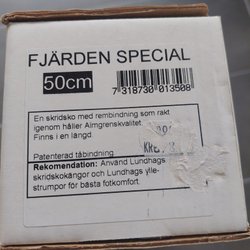 FJÄRDEN SPECIAL
50cm
7 318730 013508
En skridsko med rembindning som rakt
igenom håller Almgrenskvalitet.
Finns i en längd
Patenterad tåbindning.
Rekommendation: Använd Lundhags
skridskokängor och Lundhags ylle-
strumpor för bästa fotkomfort.